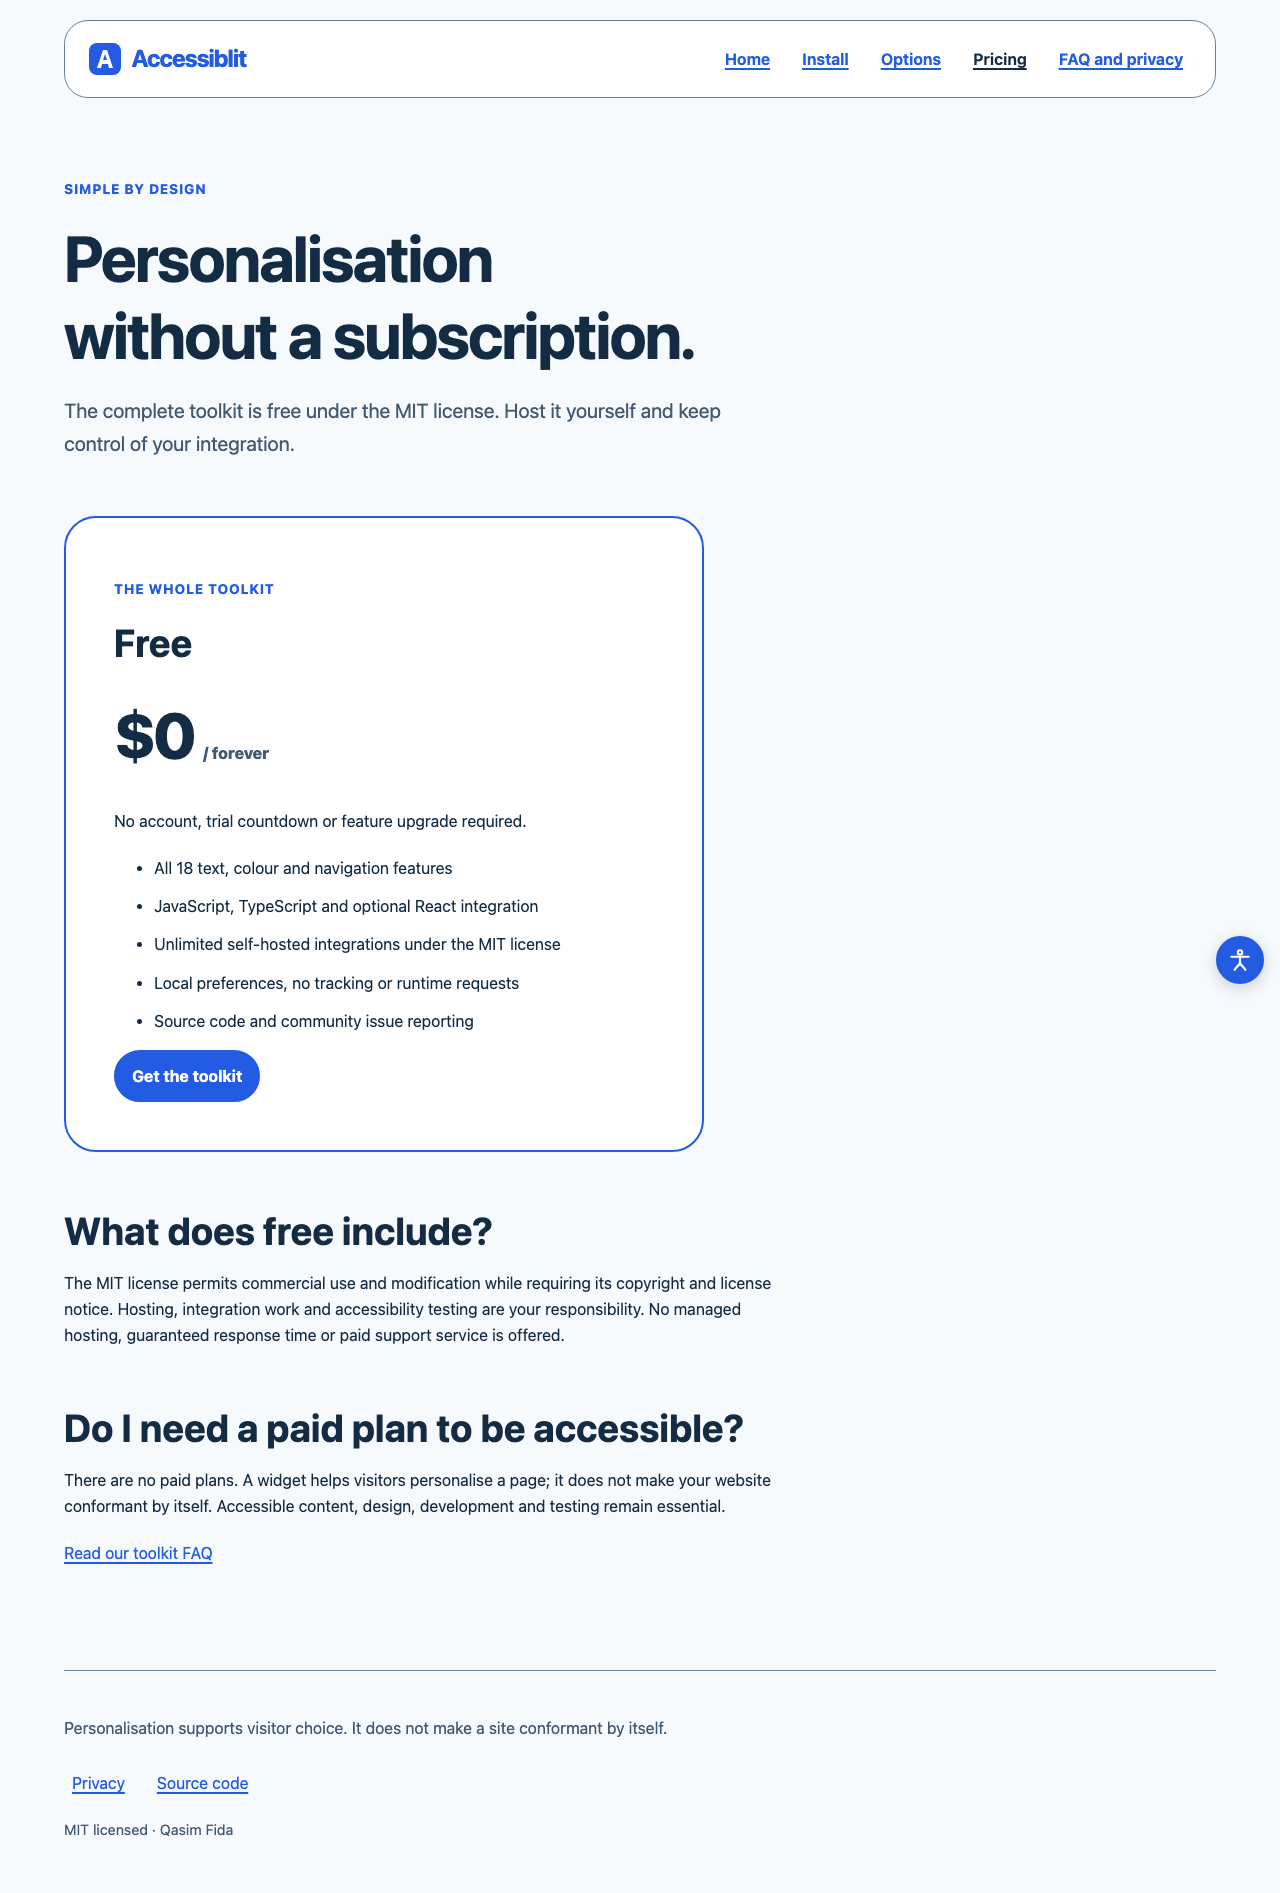 A Accessiblit
Home Install Options Pricing FAQ and privacy
SIMPLE BY DESIGN
Personalisation
without a subscription.
The complete toolkit is free under the MIT license. Host it yourself and keep
control of your integration.
THE WHOLE TOOLKIT
Free
$0 / forever
No account, trial countdown or feature upgrade required.
• All 18 text, colour and navigation features
• JavaScript, TypeScript and optional React integration
• Unlimited self-hosted integrations under the MIT license
• Local preferences, no tracking or runtime requests
• Source code and community issue reporting
Get the toolkit
What does free include?
The MIT license permits commercial use and modification while requiring its copyright and license
notice. Hosting, integration work and accessibility testing are your responsibility. No managed
hosting, guaranteed response time or paid support service is offered.
Do I need a paid plan to be accessible?
There are no paid plans. A widget helps visitors personalise a page; it does not make your website
conformant by itself. Accessible content, design, development and testing remain essential.
Read our toolkit FAQ
Personalisation supports visitor choice. It does not make a site conformant by itself.
Privacy Source code
MIT licensed · Qasim Fida